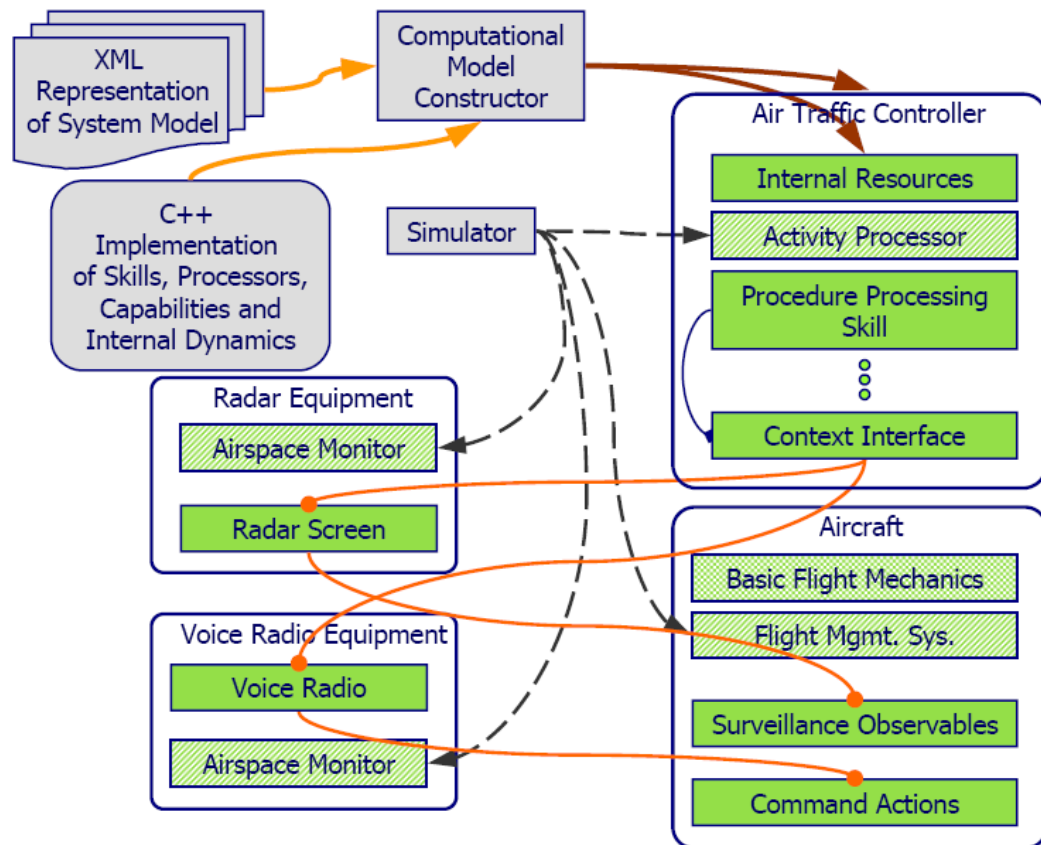 XML
Representation
of System Model
Computational
Model
Constructor
C++
Implementation
of Skills, Processors,
Capabilities and
Internal Dynamics
Simulator
Air Traffic Controller
Internal Resources
Activity Processor
Procedure Processing
Skill
Context Interface
Radar Equipment
Airspace Monitor
Radar Screen
Voice Radio Equipment
Voice Radio
Airspace Monitor
Aircraft
Basic Flight Mechanics
Flight Mgmt. Sys.
Surveillance Observables
Command Actions